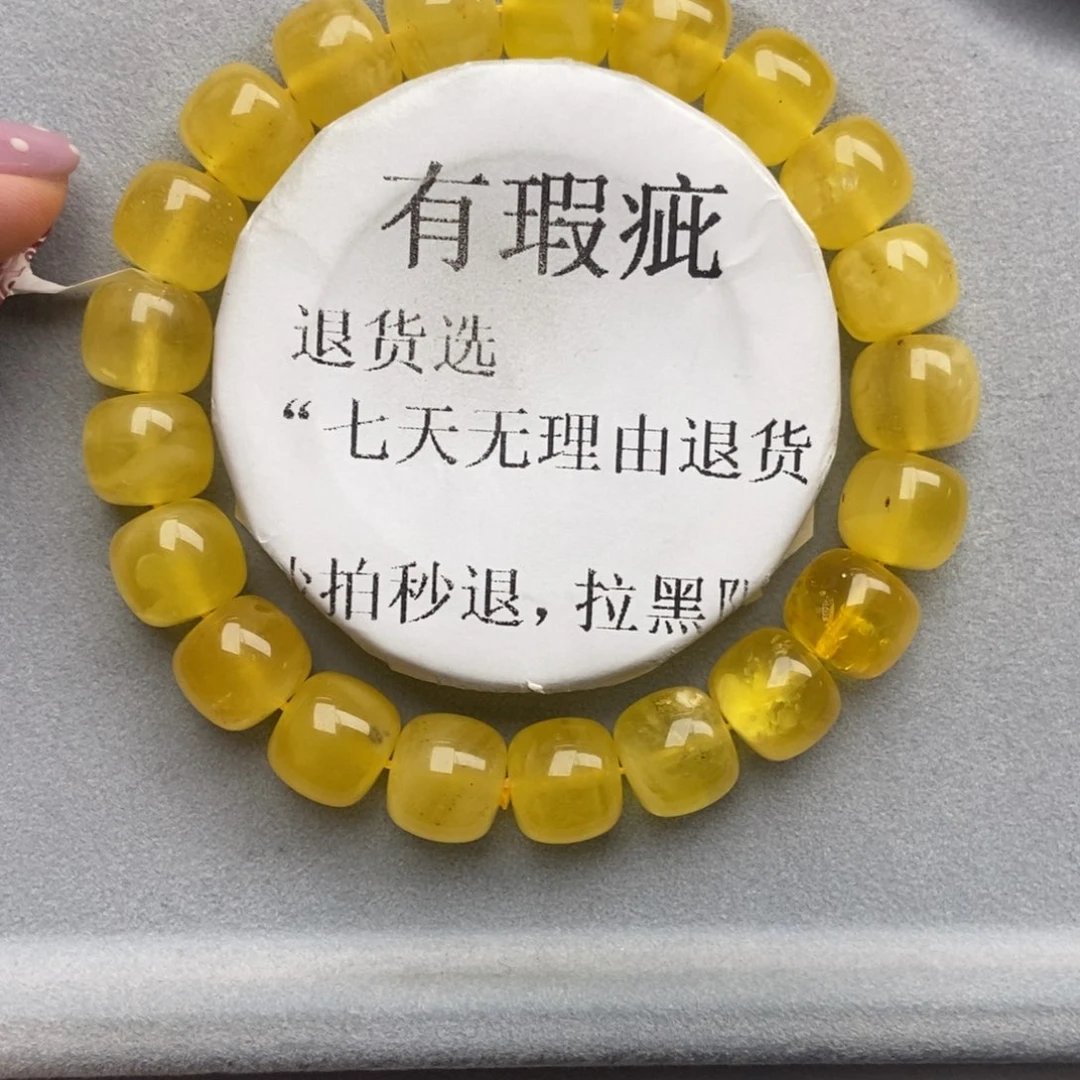 有瑕疵
退货选
“七天无理由退货
拍秒退，拉黑